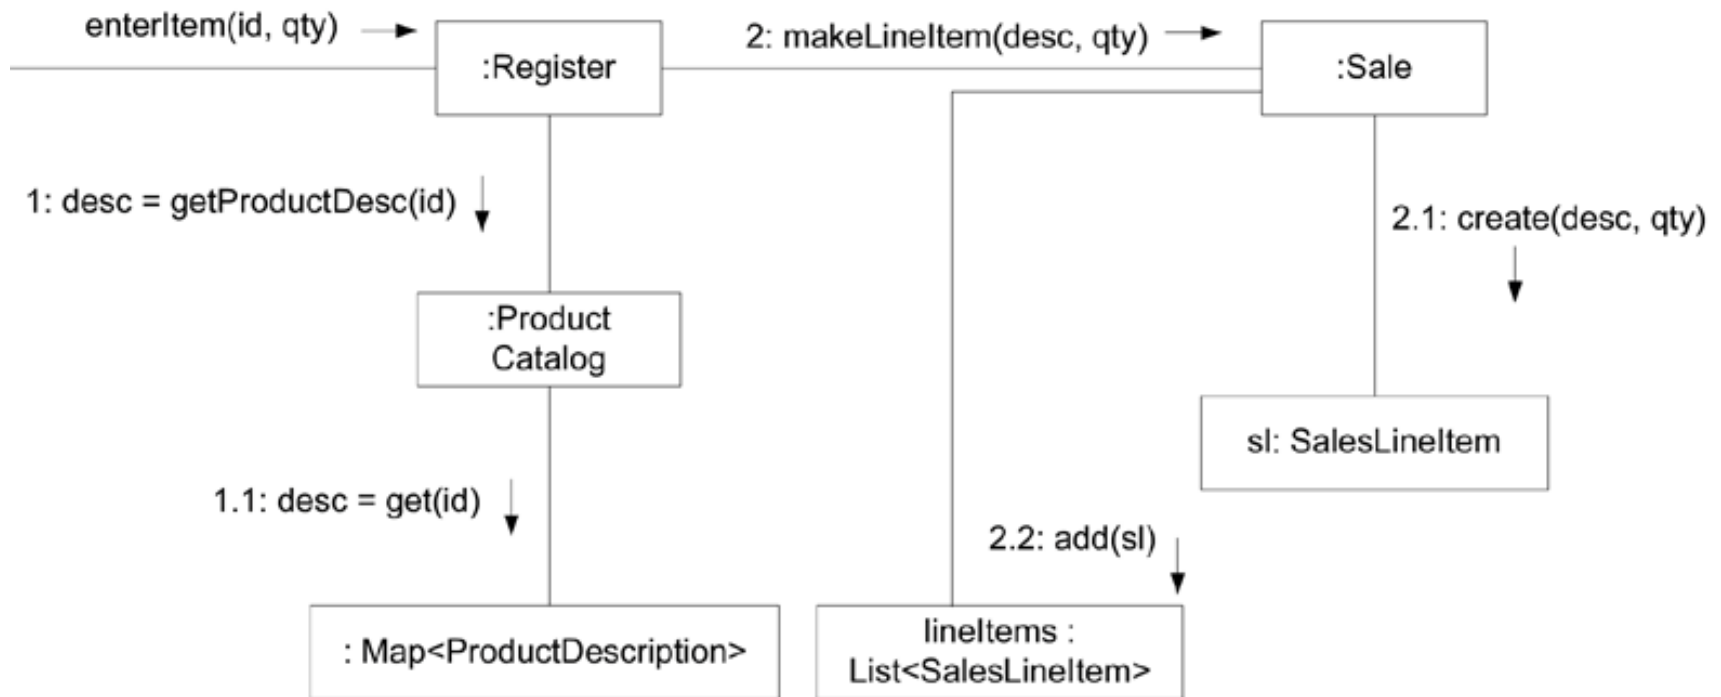 enterItem(id, qty)
:Register
2: makeLineItem(desc, qty)
:Sale
1: desc = getProductDesc(id)
2.1: create(desc, qty)
:Product
Catalog
sl: SalesLineItem
1.1: desc = get(id)
2.2: add(sl)
: Map<ProductDescription>
lineItems :
List<SalesLineItem>